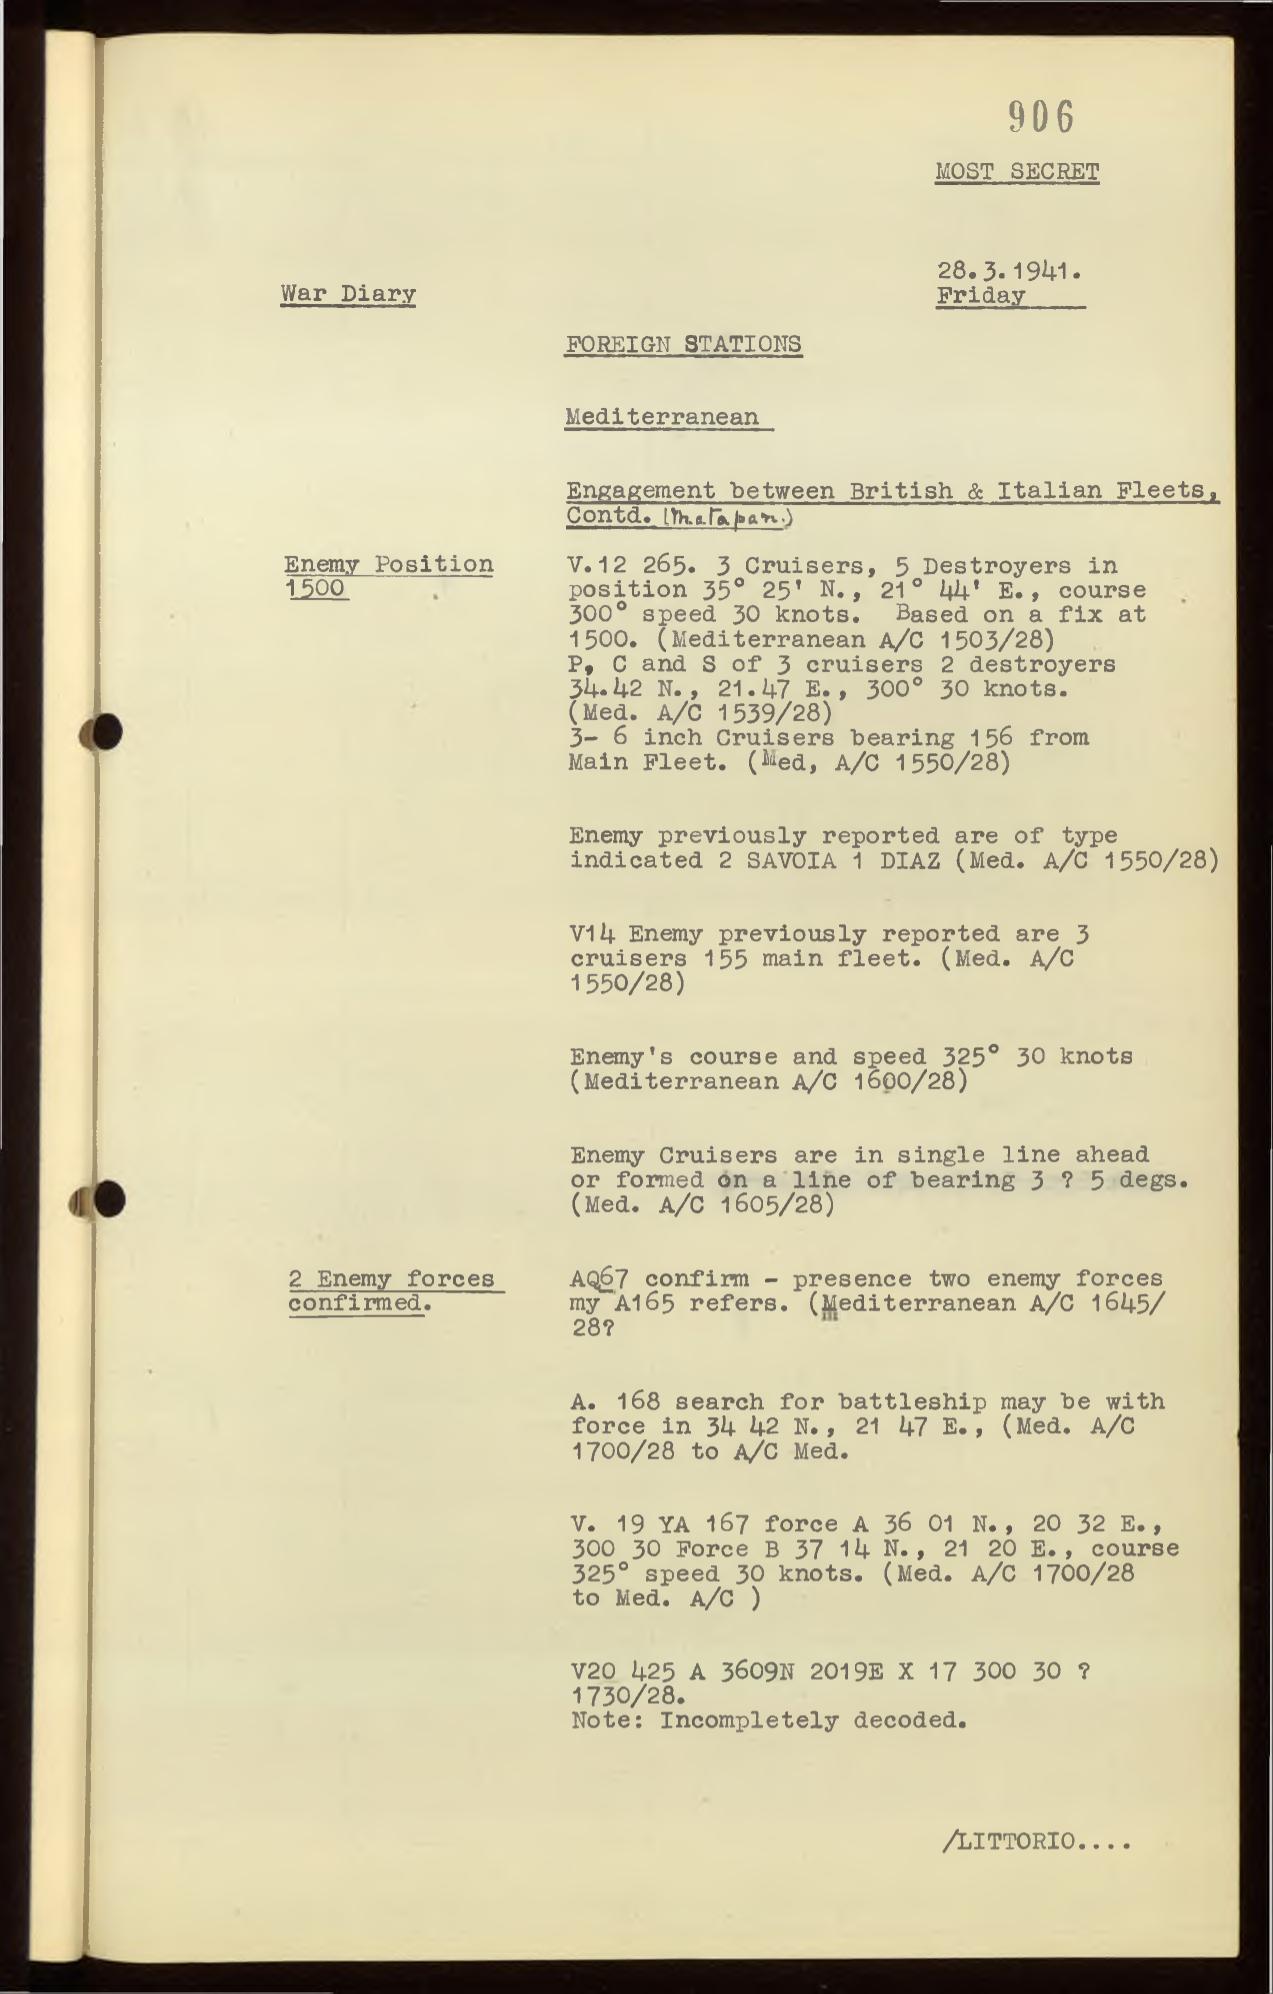 906
MOST SECRET
28.3.1941.
War Diary
Friday
FOREIGN STATIONS
Mediterranean
Engagement between British & Italian Fleets,
Contd. (Matapan.)
Enemy Position
1500
V.12 265. 3 Cruisers, 5 Destroyers in
position 35° 25' N., 21° 44' E., course
300° speed 30 knots. Based on a fix at
1500. (Mediterranean A/C 1503/28)
P, C and S of 3 cruisers 2 destroyers
34.42 N., 21.47 E., 300° 30 knots.
(Med. A/C 1539/28)
3- 6 inch Cruisers bearing 156 from
Main Fleet. (Med, A/C 1550/28)
Enemy previously reported are of type
indicated 2 SAVOIA 1 DIAZ (Med. A/C 1550/28)
V14 Enemy previously reported are 3
cruisers 155 main fleet. (Med. A/C
1550/28)
Enemy's course and speed 325° 30 knots
(Mediterranean A/C 1600/28)
Enemy Cruisers are in single line ahead
or formed on a line of bearing 3 ? 5 degs.
(Med. A/C 1605/28)
2 Enemy forces
confirmed.
AQ67 confirm - presence two enemy forces
my A165 refers. (Mediterranean A/C 1645/
28?
A. 168 search for battleship may be with
force in 34 42 N., 21 47 E., (Med. A/C
1700/28 to A/C Med.
V. 19 YA 167 force A 36 01 N., 20 32 E.,
300 30 Force B 37 14 N., 21 20 E., course
325° speed 30 knots. (Med. A/C 1700/28
to Med. A/C )
V20 425 A 3609N 2019E X 17 300 30 ?
1730/28.
Note: Incompletely decoded.
/LITTORIO....